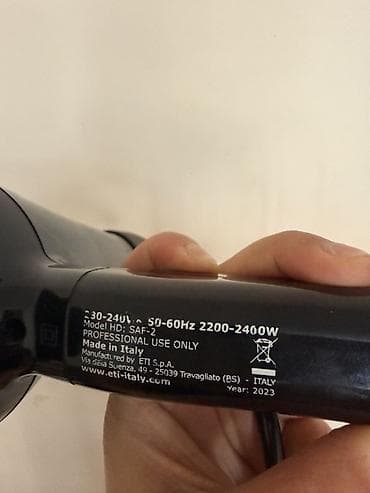 230-240V~ 50-60Hz 2200-2400W
Model HD: SAF-2
PROFESSIONAL USE ONLY
Made in Italy
Manufactured by ETI S.p.A.
Via della Scienza, 49 - 25039 Travagliato (BS) - ITALY
www.eti-italy.com
Year: 2023